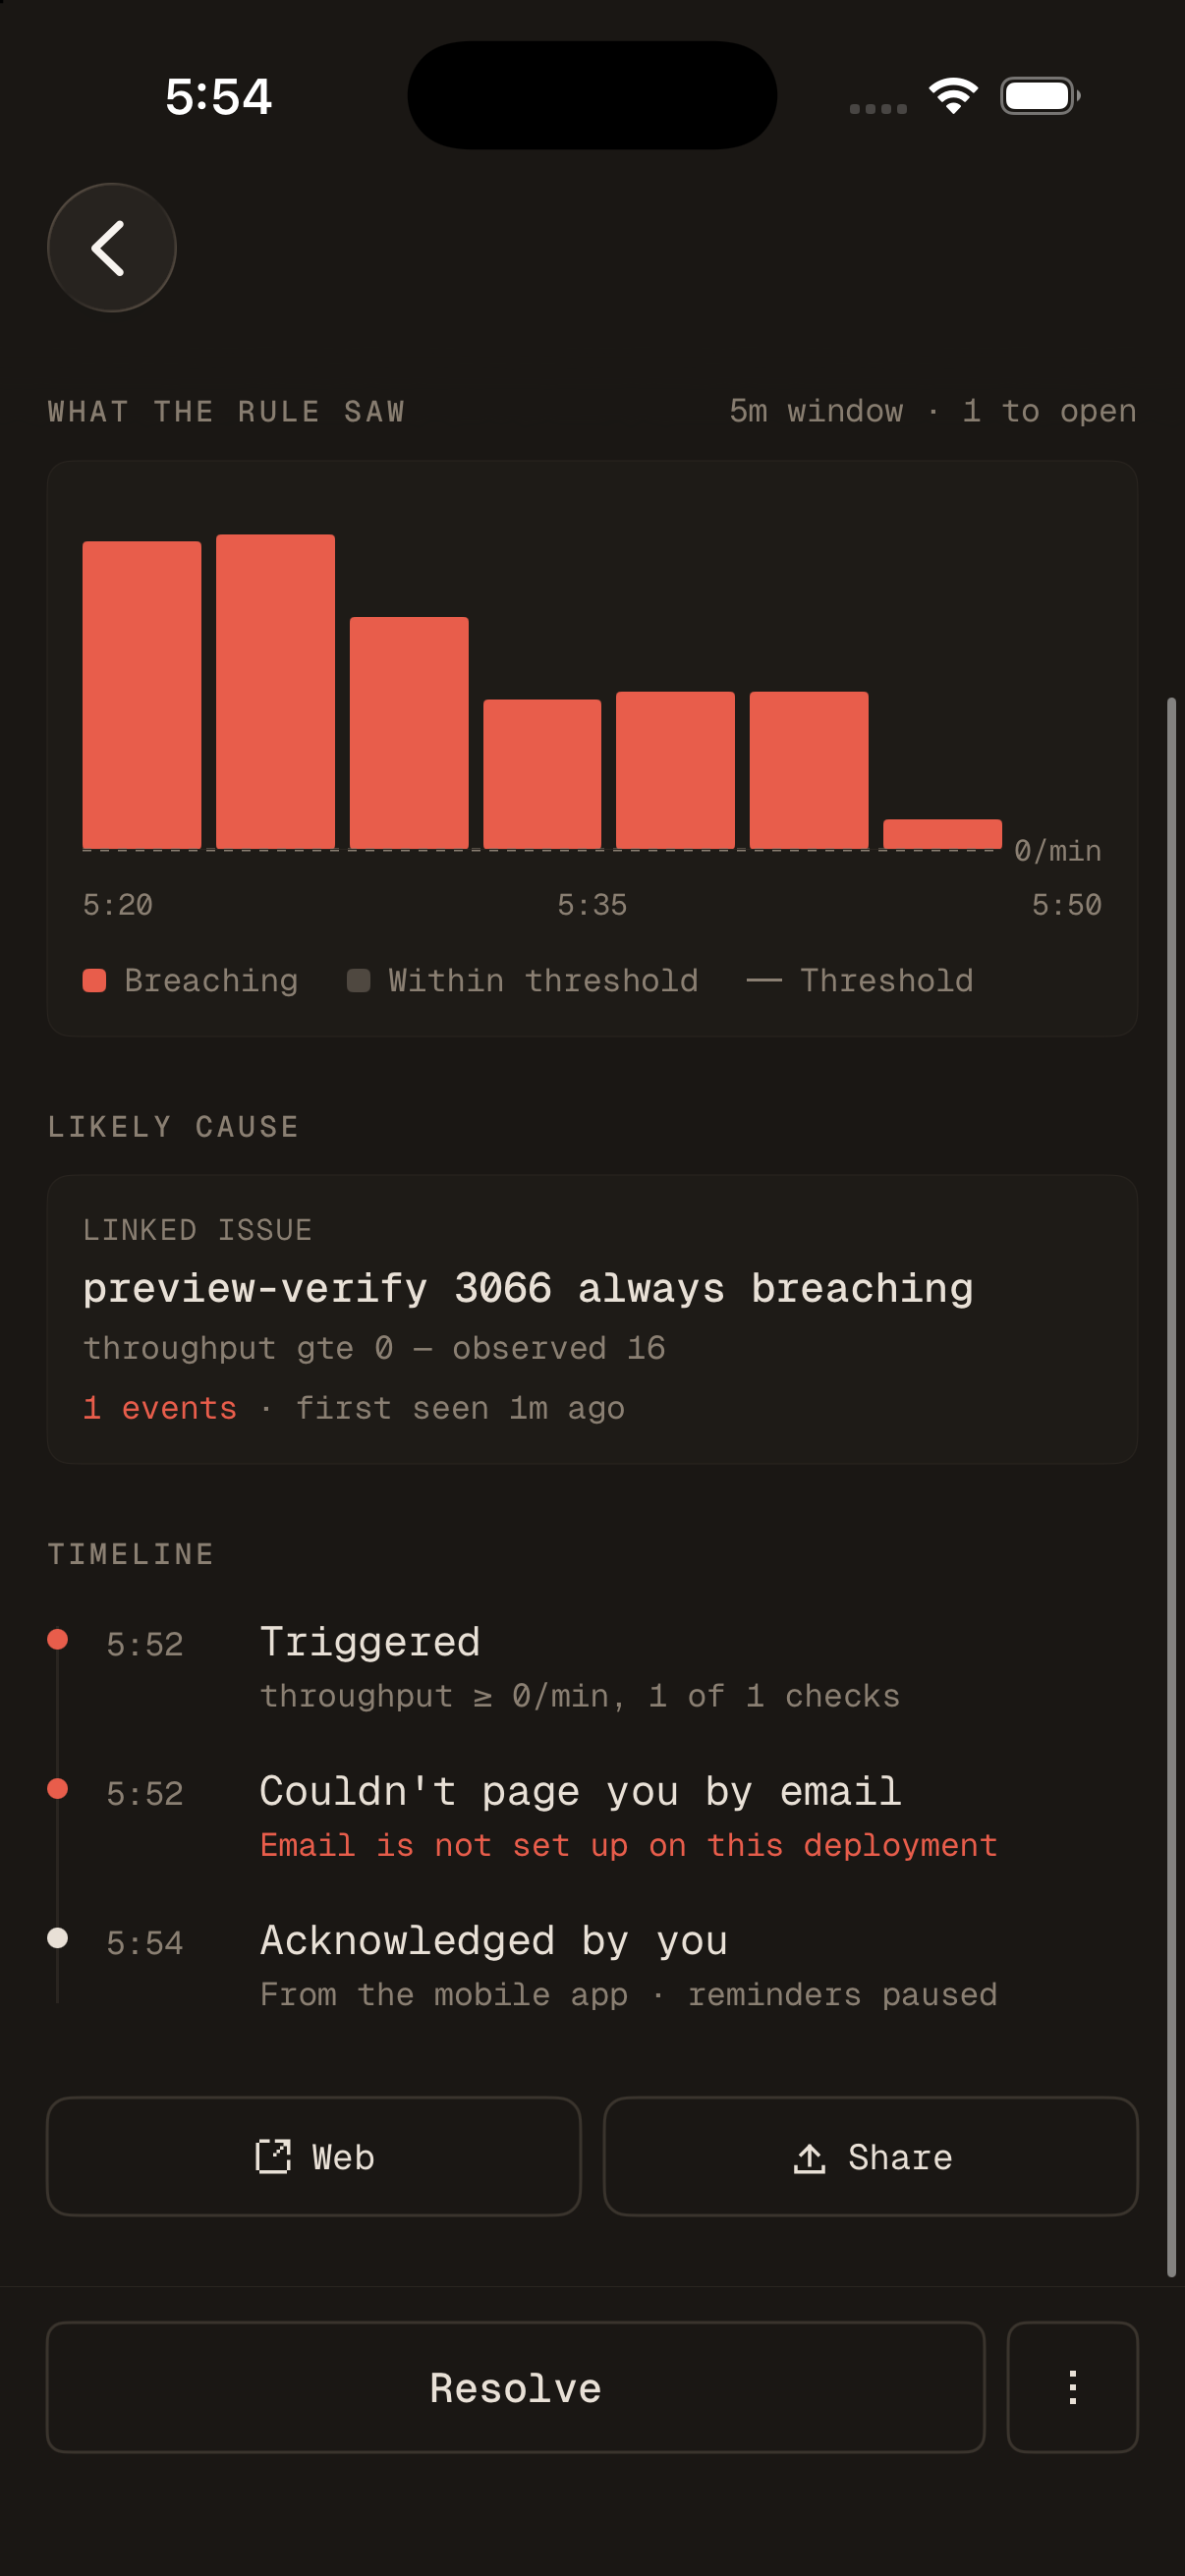 5:54
WHAT THE RULE SAW 5m window · 1 to open
0/min
5:20 5:35 5:50
Breaching Within threshold Threshold
LIKELY CAUSE
LINKED ISSUE
preview-verify 3066 always breaching
throughput gte 0 — observed 16
1 events · first seen 1m ago
TIMELINE
5:52 Triggered
throughput ≥ 0/min, 1 of 1 checks
5:52 Couldn't page you by email
Email is not set up on this deployment
5:54 Acknowledged by you
From the mobile app · reminders paused
Web Share
Resolve